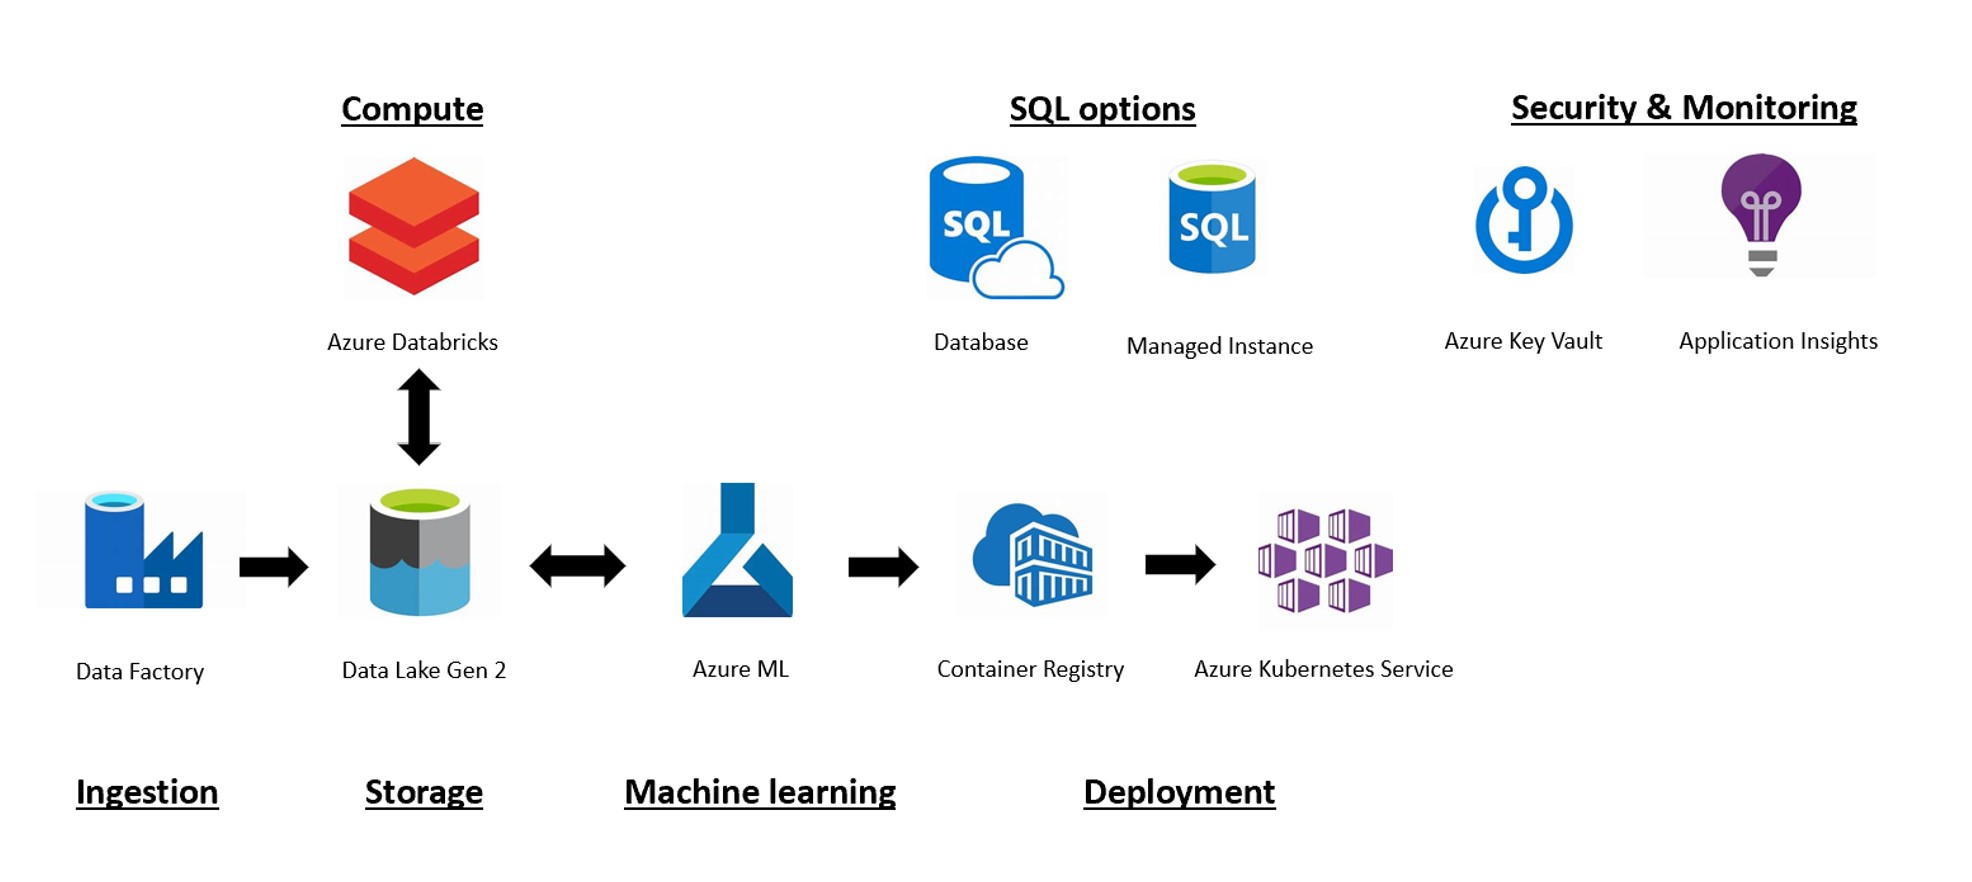 Compute
SQL options
Security & Monitoring
SQL
SQL
Azure Databricks
Database
Managed Instance
Azure Key Vault
Application Insights
Data Factory
Data Lake Gen 2
Azure ML
Container Registry
Azure Kubernetes Service
Ingestion
Storage
Machine learning
Deployment